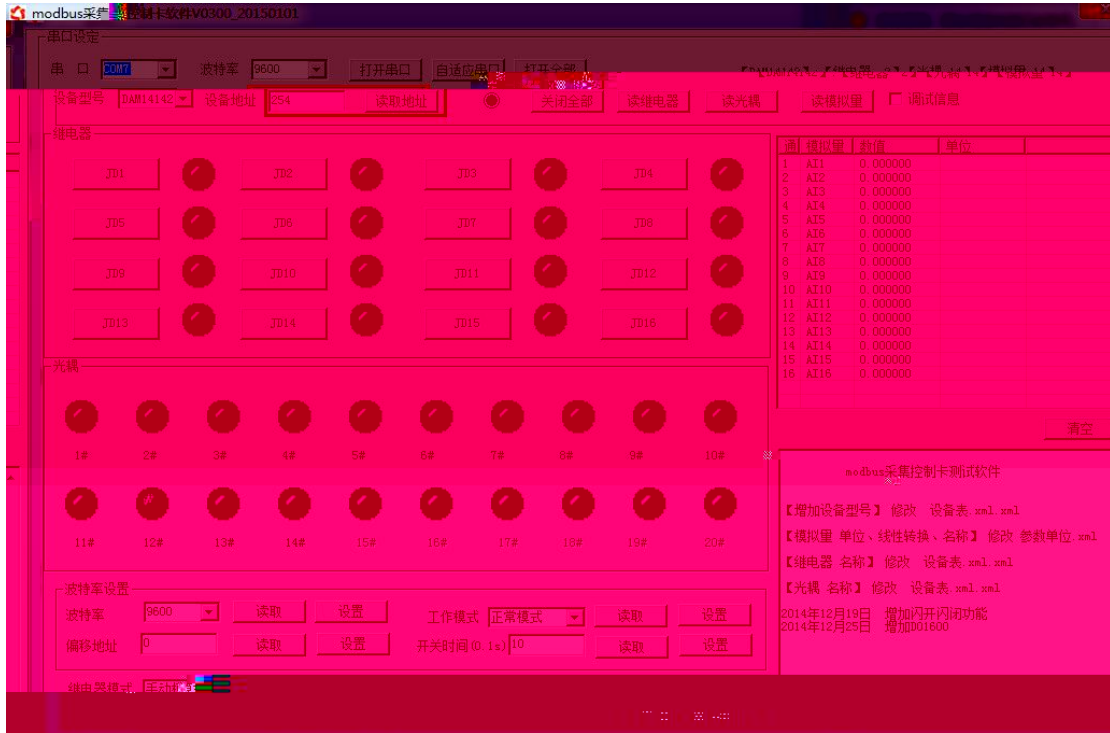 modbus采集 控制卡软件V0300_20150101
串口设定
串 口 COM7 波特率 9600 打开串口 自适应串口 打开全部
设备型号 DAM14142 设备地址 254 读取地址 关闭全部 读继电器 读光耦 读模拟量 调试信息
继电器
JD1 JD2 JD3 JD4
JD5 JD6 JD7 JD8
JD9 JD10 JD11 JD12
JD13 JD14 JD15 JD16
光耦
1# 2# 3# 4# 5# 6# 7# 8# 9# 10#
11# 12# 13# 14# 15# 16# 17# 18# 19# 20#
波特率设置
波特率 9600 读取 设置 工作模式 正常模式 读取 设置
偏移地址 0 读取 设置 开关时间(0.1s) 10 读取 设置
继电器模式
通 模拟量 数值 单位
1 AI1 0.000000
2 AI2 0.000000
3 AI3 0.000000
4 AI4 0.000000
5 AI5 0.000000
6 AI6 0.000000
7 AI7 0.000000
8 AI8 0.000000
9 AI9 0.000000
10 AI10 0.000000
11 AI11 0.000000
12 AI12 0.000000
13 AI13 0.000000
14 AI14 0.000000
15 AI15 0.000000
16 AI16 0.000000
清空
modbus采集控制卡测试软件
【增加设备型号】 修改 设备表.xml.xml
【模拟量 单位、线性转换、名称】 修改 参数单位.xml
【继电器 名称】 修改 设备表.xml.xml
【光耦 名称】 修改 设备表.xml.xml
2014年12月19日 增加闪开闪闭功能
2014年12月25日 增加DO1600